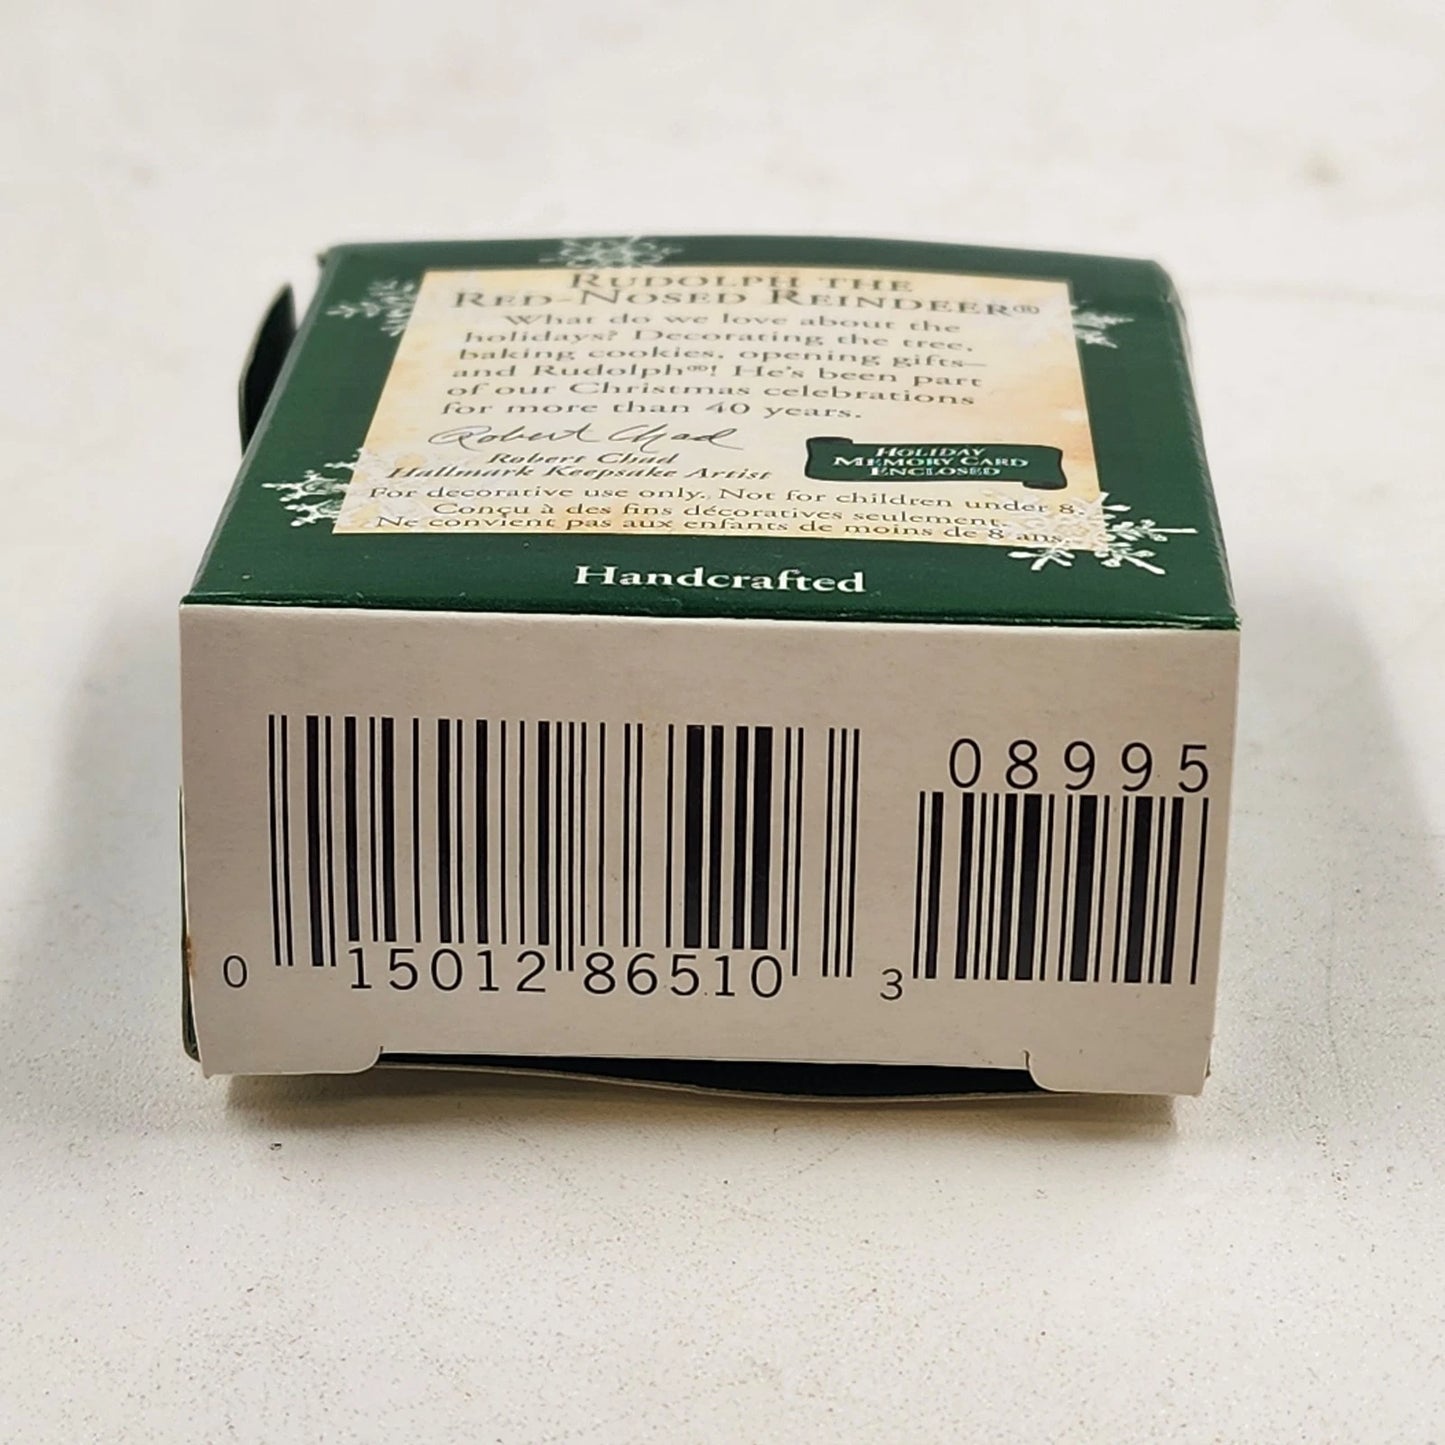 RUDOLPH THE
RED-NOSED REINDEER®
What do we love about the
holidays? Decorating the tree,
baking cookies, opening gifts—
and Rudolph®! He's been part
of our Christmas celebrations
for more than 40 years.
Robert Chad
Robert Chad
Hallmark Keepsake Artist
HOLIDAY
MEMORY CARD
ENCLOSED
For decorative use only. Not for children under 8.
Conçu à des fins décoratives seulement.
Ne convient pas aux enfants de moins de 8 ans.
Handcrafted
08995
0 15012 86510 3